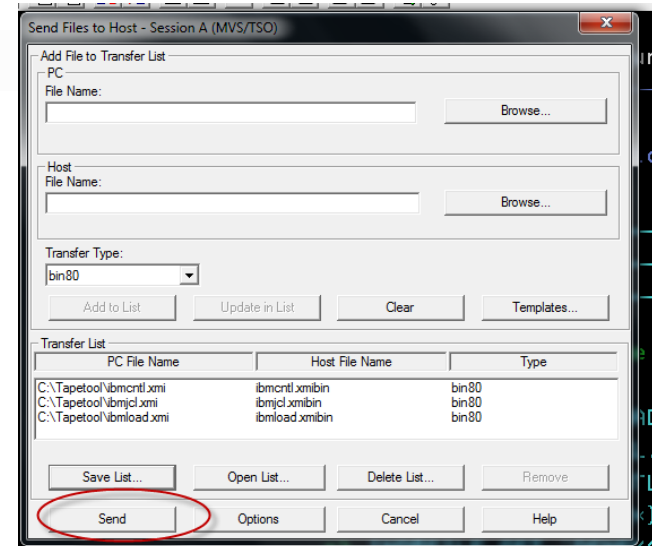 Send Files to Host - Session A (MVS/TSO)
Add File to Transfer List
PC
File Name:
Browse...
Host
File Name:
Browse...
Transfer Type:
bin80
Add to List Update in List Clear Templates...
Transfer List
PC File Name Host File Name Type
C:\Tapetool\ibmcntl.xmi ibmcntl.xmibin bin80
C:\Tapetool\ibmjcl.xmi ibmjcl.xmibin bin80
C:\Tapetool\ibmload.xmi ibmload.xmibin bin80
Save List... Open List... Delete List... Remove
Send Options Cancel Help